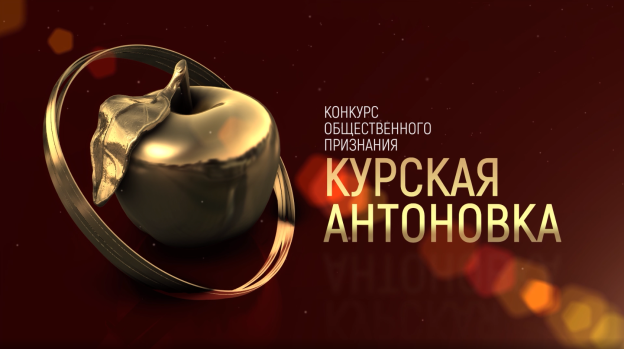 КОНКУРС
ОБЩЕСТВЕННОГО
ПРИЗНАНИЯ
КУРСКАЯ
АНТОНОВКА